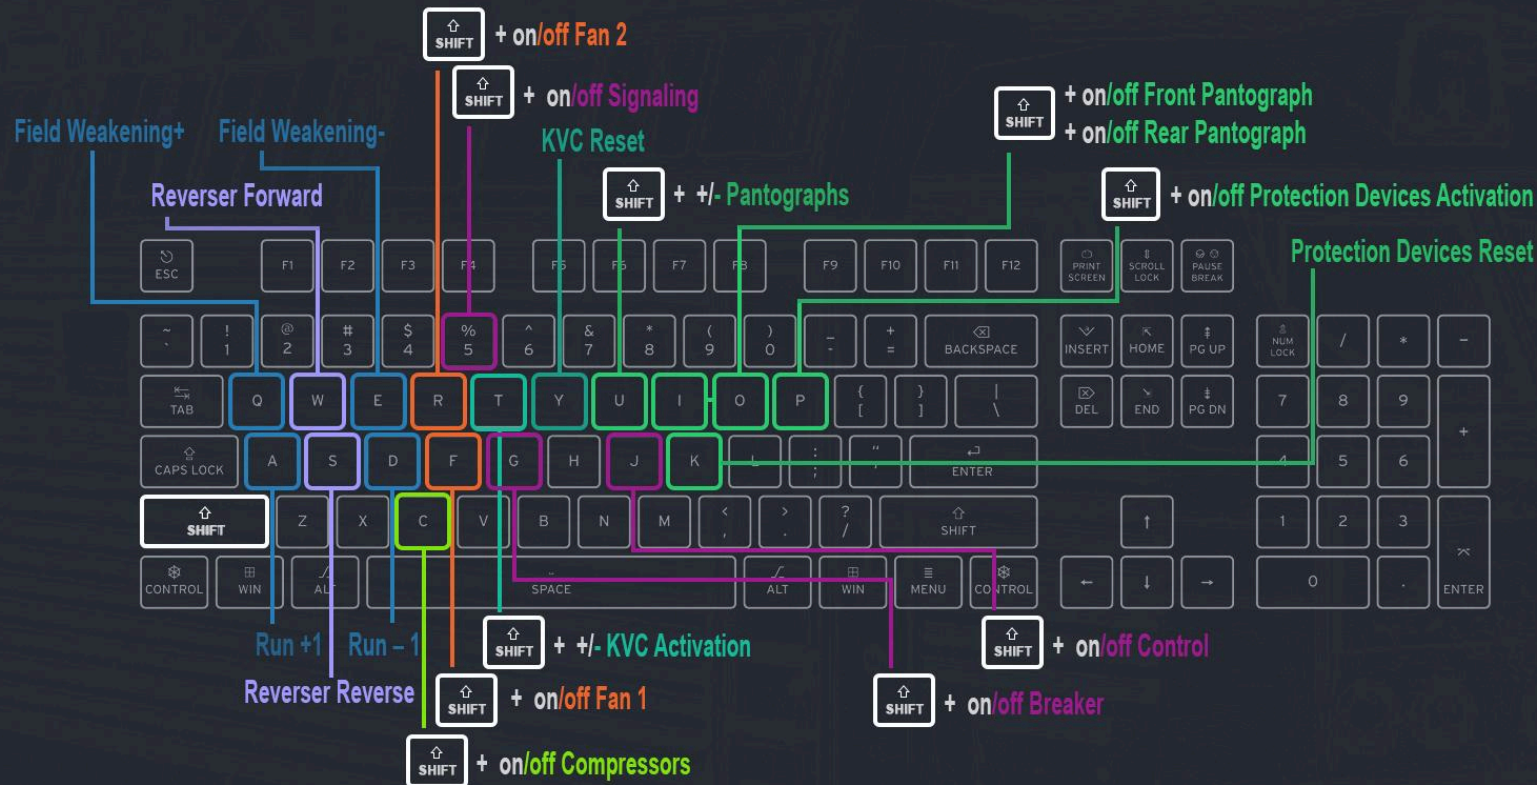 SHIFT + on/off Fan 2
SHIFT + on/off Signaling
SHIFT + on/off Front Pantograph
+ on/off Rear Pantograph
Field Weakening+ Field Weakening-
KVC Reset
SHIFT + +/- Pantographs
SHIFT + on/off Protection Devices Activation
Reverser Forward
Protection Devices Reset
ESC F1 F2 F3 F4 F5 F6 F7 F8 F9 F10 F11 F12 PRINT SCREEN SCROLL LOCK PAUSE BREAK
~ ! @ # $ % ^ & * ( ) _ +
` 1 2 3 4 5 6 7 8 9 0 - = BACKSPACE INSERT HOME PG UP NUM LOCK / * -
TAB Q W E R T Y U I O P { [ } ] | \ DEL END PG DN 7 8 9 +
CAPS LOCK A S D F G H J K L : ; " ' ENTER 4 5 6
SHIFT Z X C V B N M < , > . ? / SHIFT ↑ 1 2 3
CONTROL WIN ALT SPACE ALT WIN MENU CONTROL ← ↓ → 0 . ENTER
Run +1 Run – 1 SHIFT + +/- KVC Activation SHIFT + on/off Control
Reverser Reverse SHIFT + on/off Fan 1 SHIFT + on/off Breaker
SHIFT + on/off Compressors